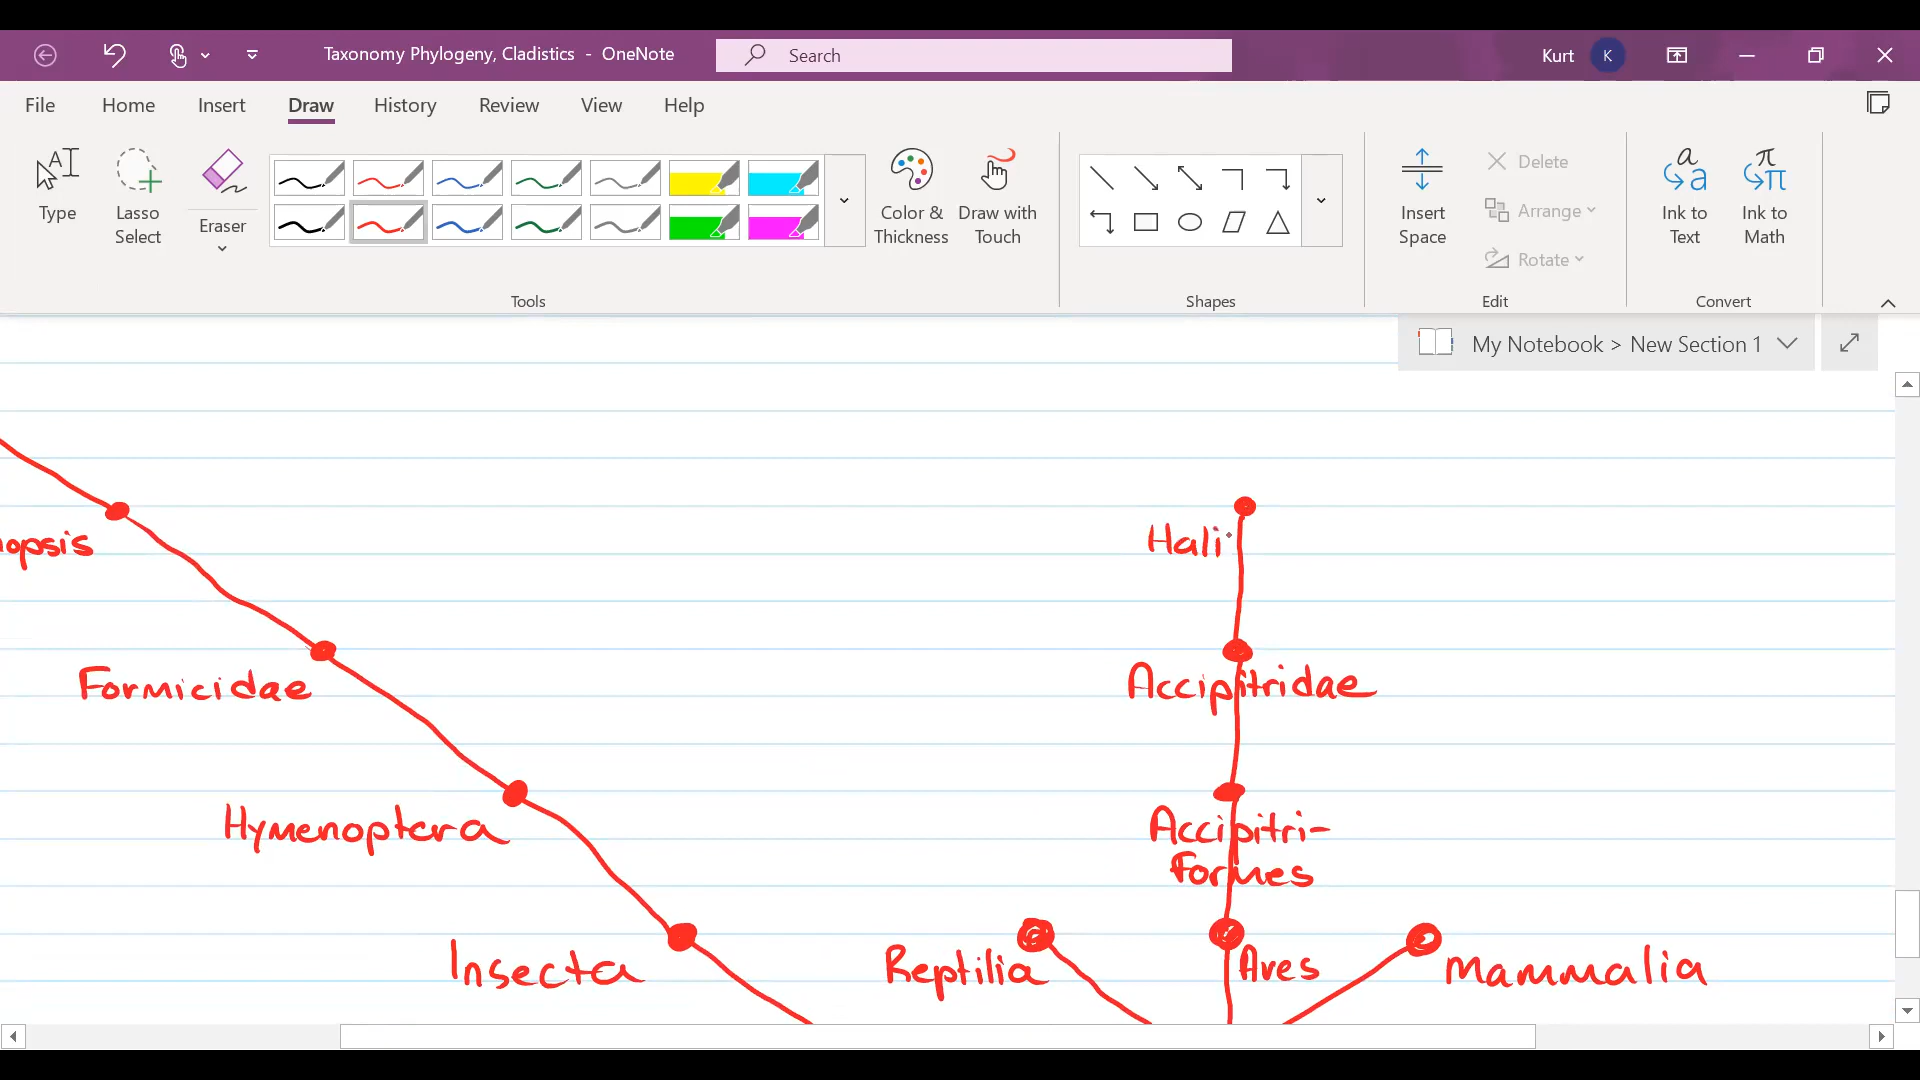 Taxonomy Phylogeny, Cladistics - OneNote
Search
Kurt
K
File
Home
Insert
Draw
History
Review
View
Help
Type
Lasso
Select
Eraser
Color &
Thickness
Draw with
Touch
Insert
Space
Delete
Arrange
Rotate
Ink to
Text
Ink to
Math
Tools
Shapes
Edit
Convert
My Notebook > New Section 1
nopsis
Hali
Formicidae
Accipitridae
Hymenoptera
Accipitri-
formes
Insecta
Reptilia
Aves
Mammalia